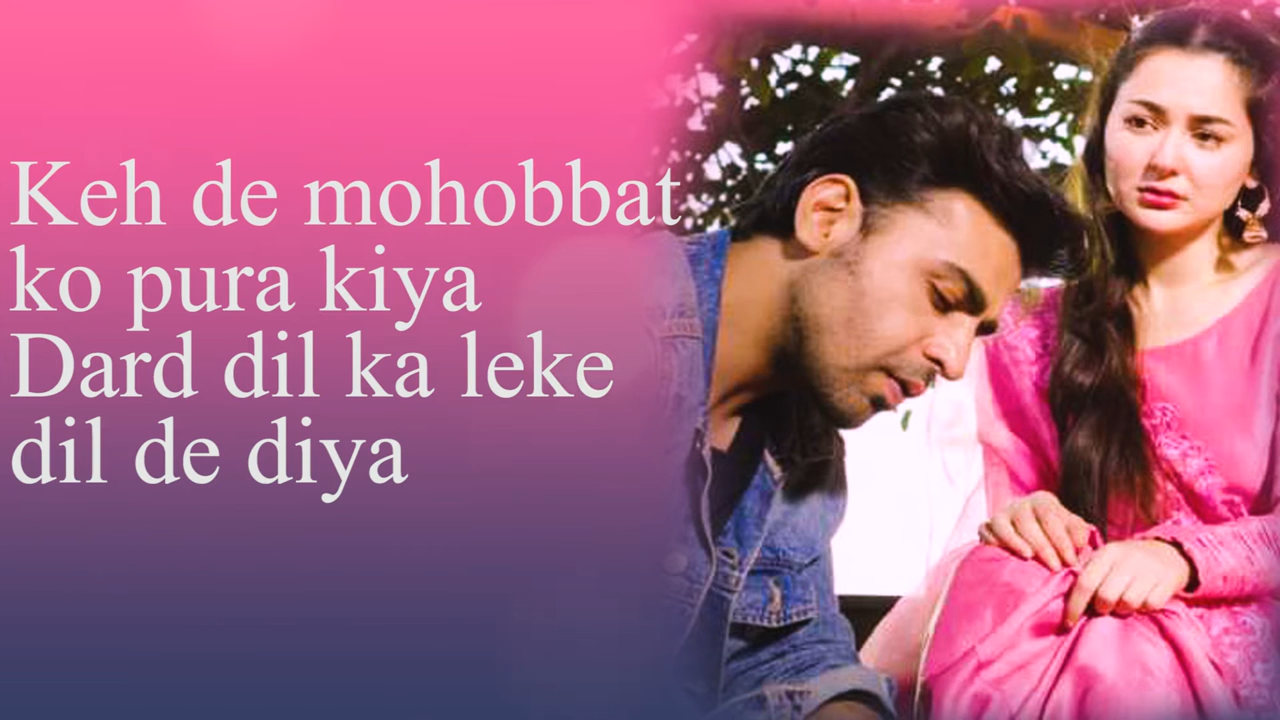 Keh de mohobbat
ko pura kiya
Dard dil ka leke
dil de diya